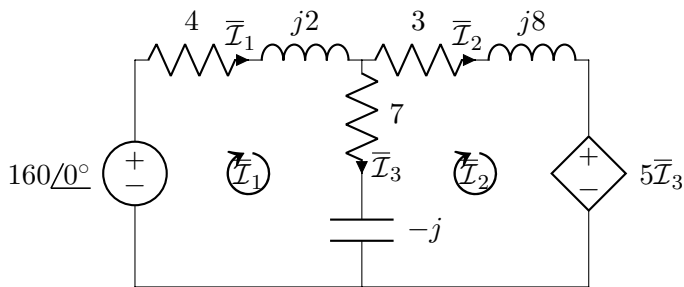 4 j2 3 j8
I̅₁ I̅₂
7
+ +
160/0° I̅₁ I̅₃ I̅₂ 5I̅₃
− −
−j